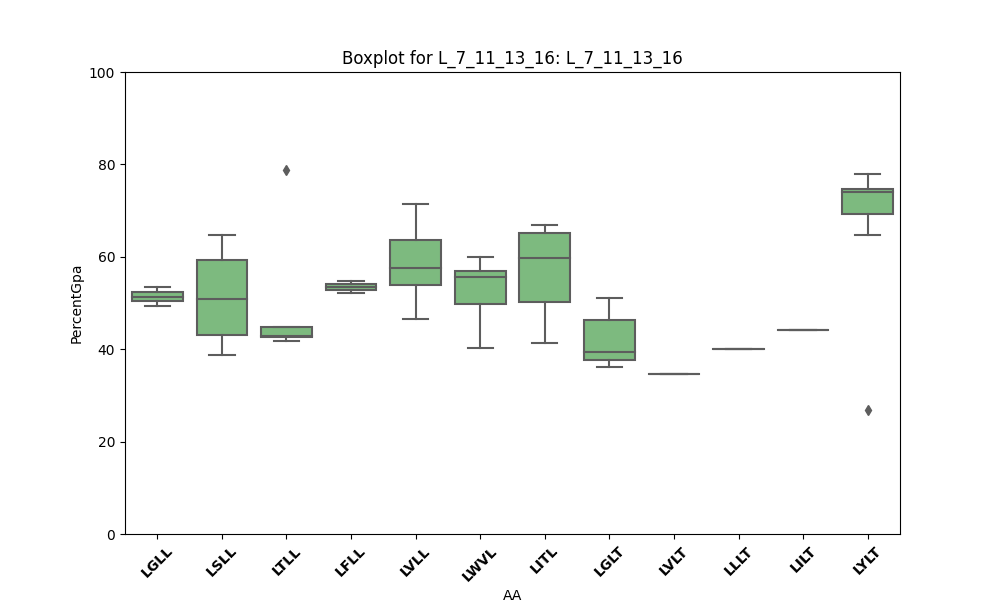 Boxplot for L_7_11_13_16: L_7_11_13_16
100
80
60
40
20
0
PercentGpa
LGLL LSLL LTLL LFLL LVLL LWVL LITL LGLT LVLT LLLT LILT LYLT
AA